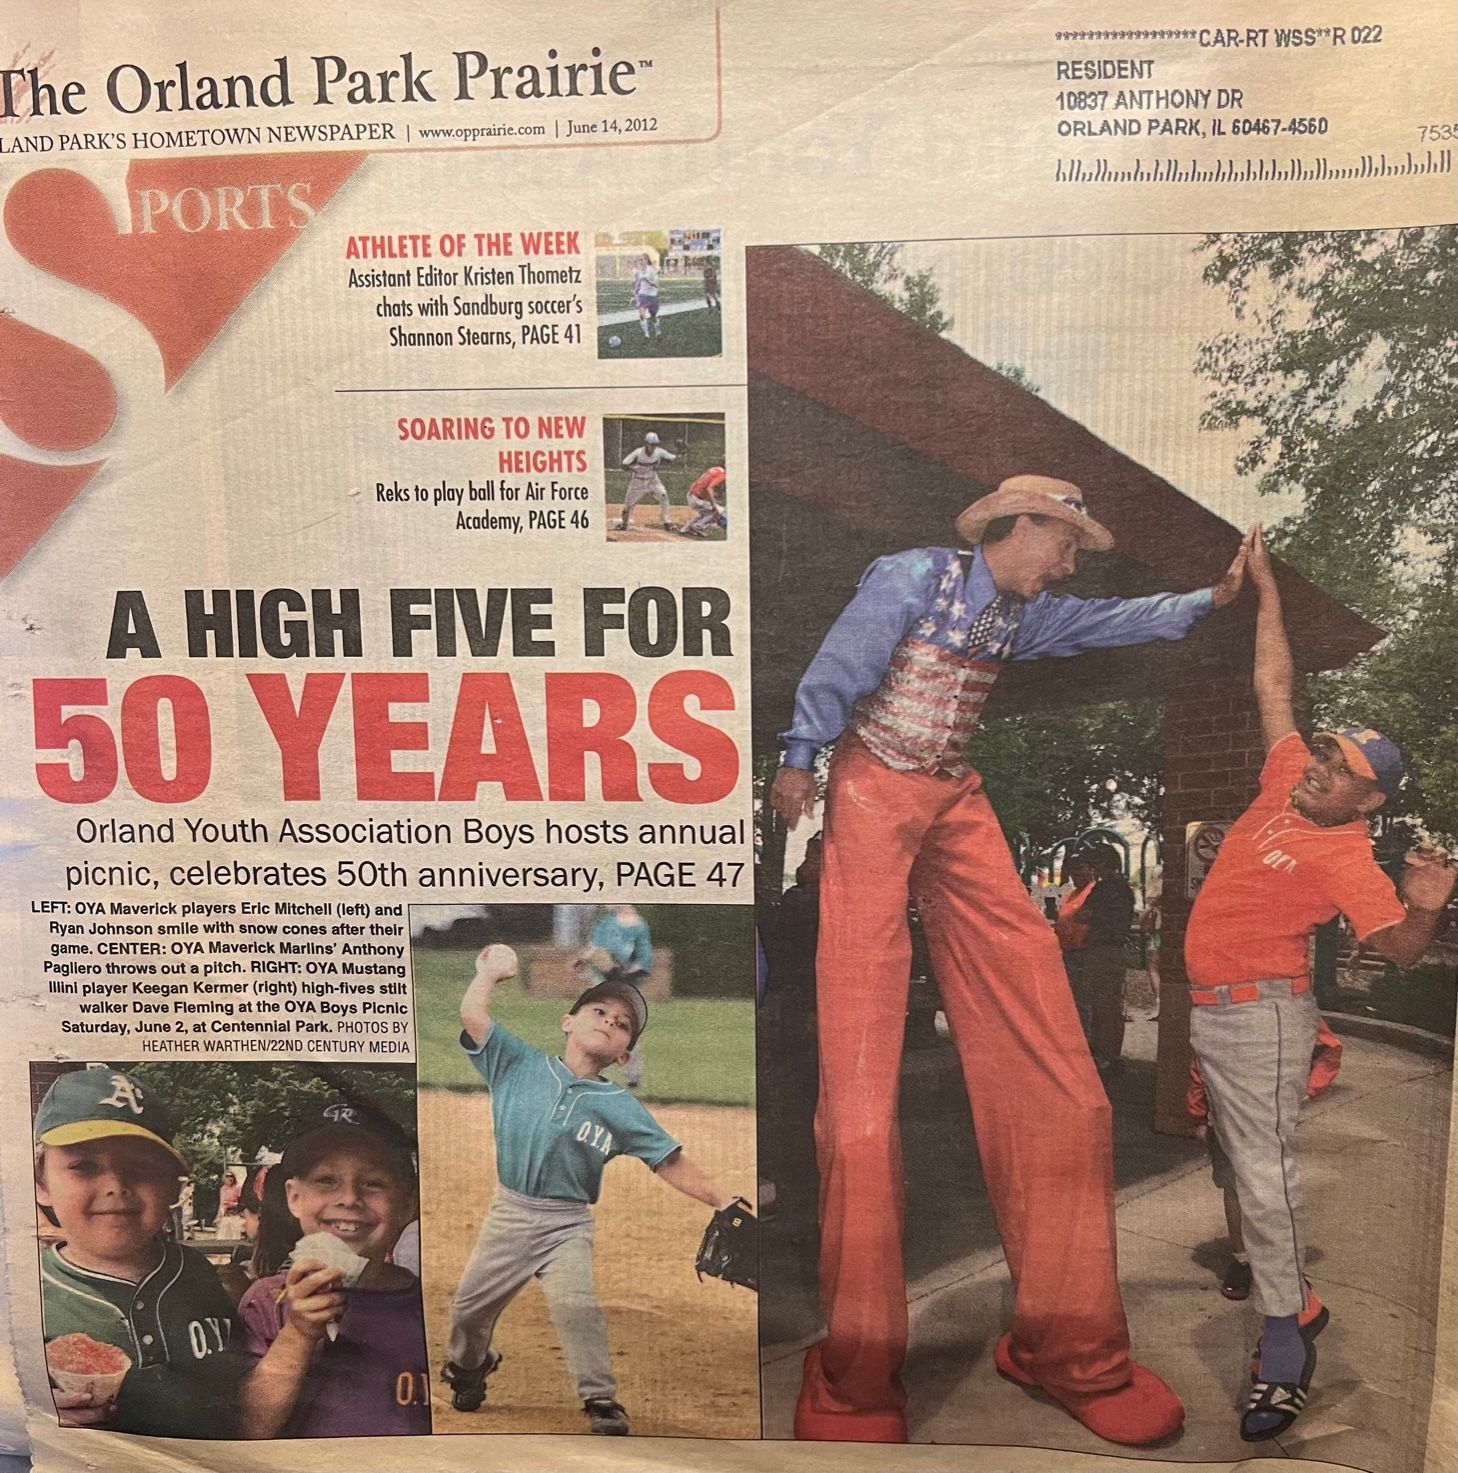 The Orland Park Prairie™
LAND PARK'S HOMETOWN NEWSPAPER | www.opprairie.com | June 14, 2012
******************CAR-RT WSS**R 022
RESIDENT
10837 ANTHONY DR
ORLAND PARK, IL 60467-4560
SPORTS
ATHLETE OF THE WEEK
Assistant Editor Kristen Thometz
chats with Sandburg soccer's
Shannon Stearns, PAGE 41
SOARING TO NEW
HEIGHTS
Reks to play ball for Air Force
Academy, PAGE 46
A HIGH FIVE FOR
50 YEARS
Orland Youth Association Boys hosts annual
picnic, celebrates 50th anniversary, PAGE 47
LEFT: OYA Maverick players Eric Mitchell (left) and
Ryan Johnson smile with snow cones after their
game. CENTER: OYA Maverick Marlins' Anthony
Pagliero throws out a pitch. RIGHT: OYA Mustang
Illini player Keegan Kermer (right) high-fives stilt
walker Dave Fleming at the OYA Boys Picnic
Saturday, June 2, at Centennial Park. PHOTOS BY
HEATHER WARTHEN/22ND CENTURY MEDIA
A's
CR
O.Y.
O.
O.Y.A
OYA